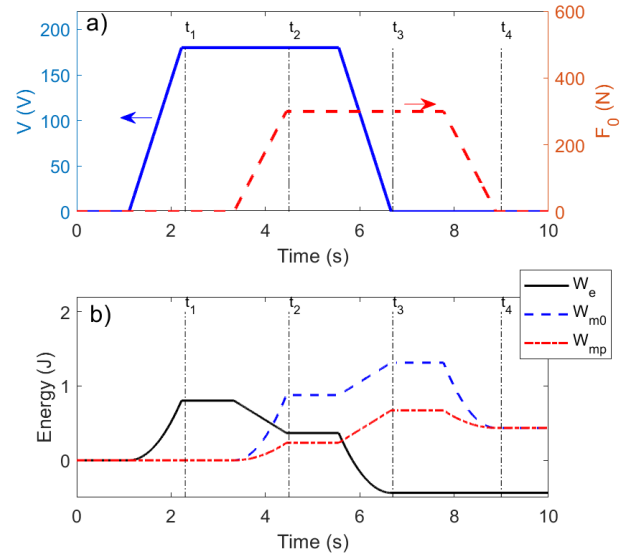 a)
t1 t2 t3 t4
V (V)
0 50 100 150 200
F0 (N)
0 200 400 600
0 2 4 6 8 10
Time (s)
b)
t1 t2 t3 t4
We
Wm0
Wmp
Energy (J)
0 1 2
0 2 4 6 8 10
Time (s)